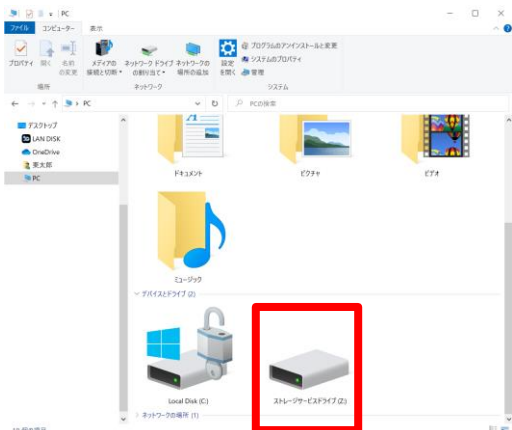 PC
ファイル コンピューター 表示
プロパティ 開く 名前の変更 メディアの接続と切断 ネットワーク ドライブの割り当て ネットワークの場所の追加 設定を開く
プログラムのアンインストールと変更
システムのプロパティ
管理
場所 ネットワーク システム
PC
PCの検索
デスクトップ
LAN DISK
OneDrive
PC
ドキュメント ピクチャ ビデオ
ミュージック
デバイスとドライブ (2)
Local Disk (C:) ストレージサービスドライブ (Z:)
ネットワークの場所 (1)